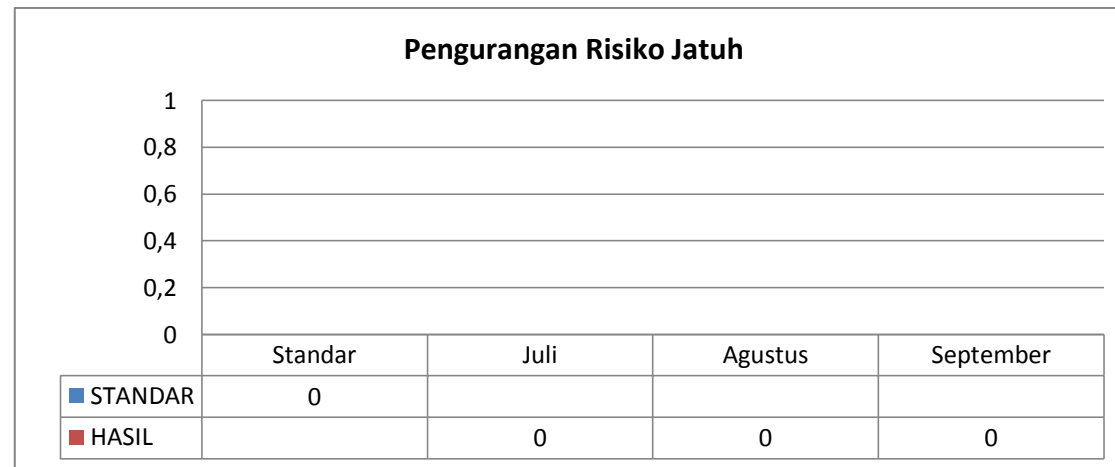 Pengurangan Risiko Jatuh
1
0,8
0,6
0,4
0,2
0
Standar Juli Agustus September
STANDAR 0
HASIL 0 0 0